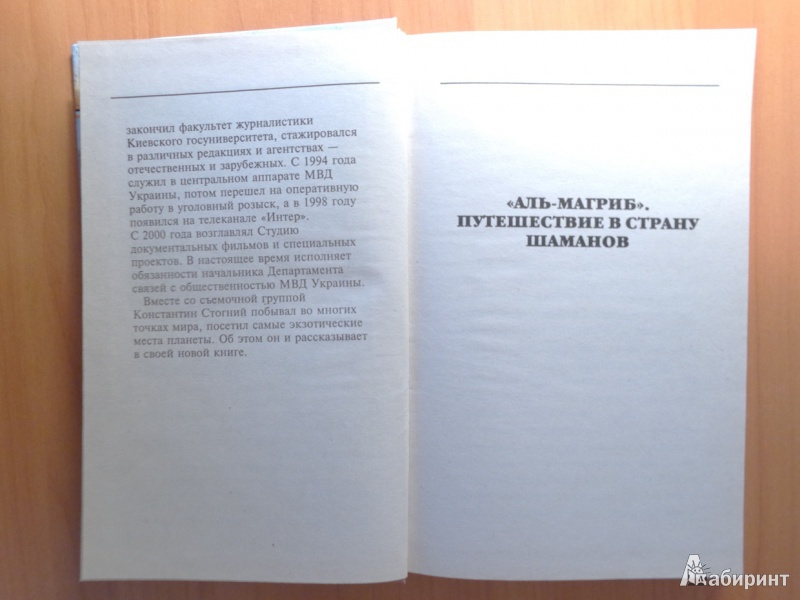 закончил факультет журналистики
Киевского госуниверситета, стажировался
в различных редакциях и агентствах —
отечественных и зарубежных. С 1994 года
служил в центральном аппарате МВД
Украины, потом перешел на оперативную
работу в уголовный розыск, а в 1998 году
появился на телеканале «Интер».
С 2000 года возглавлял Студию
документальных фильмов и специальных
проектов. В настоящее время исполняет
обязанности начальника Департамента
связей с общественностью МВД Украины.
Вместе со съемочной группой
Константин Стогний побывал во многих
точках мира, посетил самые экзотические
места планеты. Об этом он и рассказывает
в своей новой книге.
«АЛЬ-МАГРИБ».
ПУТЕШЕСТВИЕ В СТРАНУ
ШАМАНОВ
Лабиринт